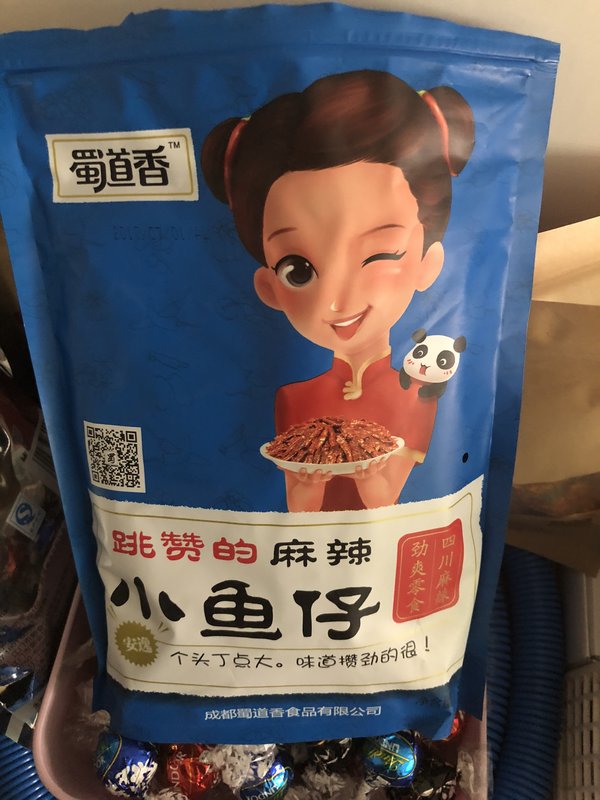 蜀道香™
跳赞的麻辣
小鱼仔
四川麻辣
劲爽零食
安逸
个头丁点大。味道攒劲的很！
成都蜀道香食品有限公司
净含